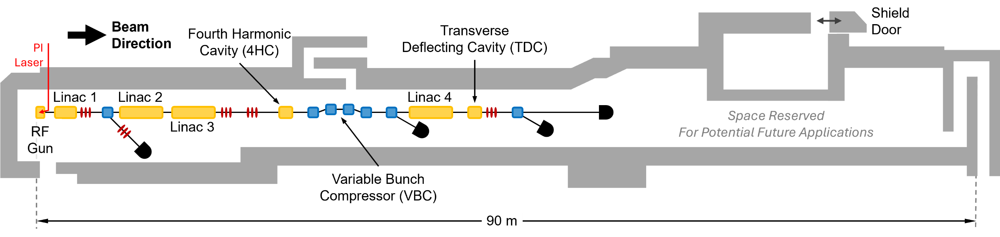 Beam
Direction
PI
Laser
Fourth Harmonic
Cavity (4HC)
Transverse
Deflecting Cavity (TDC)
Shield
Door
Linac 1
Linac 2
Linac 3
Linac 4
RF
Gun
Variable Bunch
Compressor (VBC)
Space Reserved
For Potential Future Applications
90 m